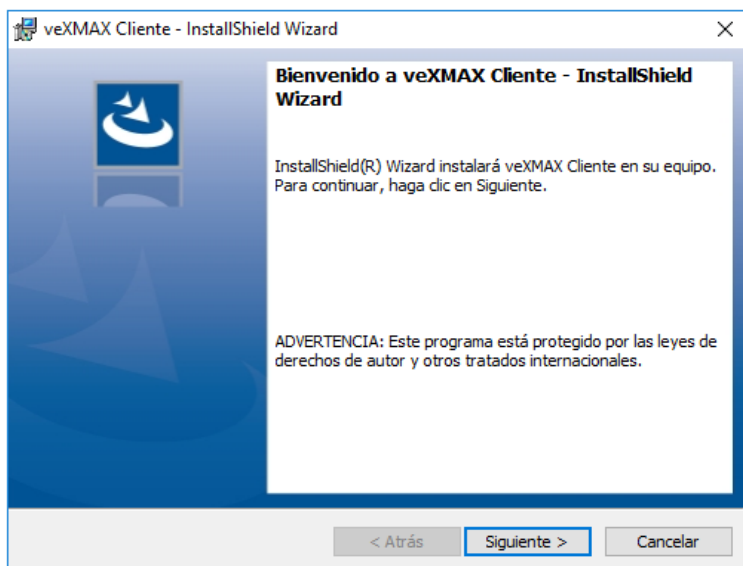 veXMAX Cliente - InstallShield Wizard
Bienvenido a veXMAX Cliente - InstallShield
Wizard
InstallShield(R) Wizard instalará veXMAX Cliente en su equipo.
Para continuar, haga clic en Siguiente.
ADVERTENCIA: Este programa está protegido por las leyes de
derechos de autor y otros tratados internacionales.
< Atrás
Siguiente >
Cancelar